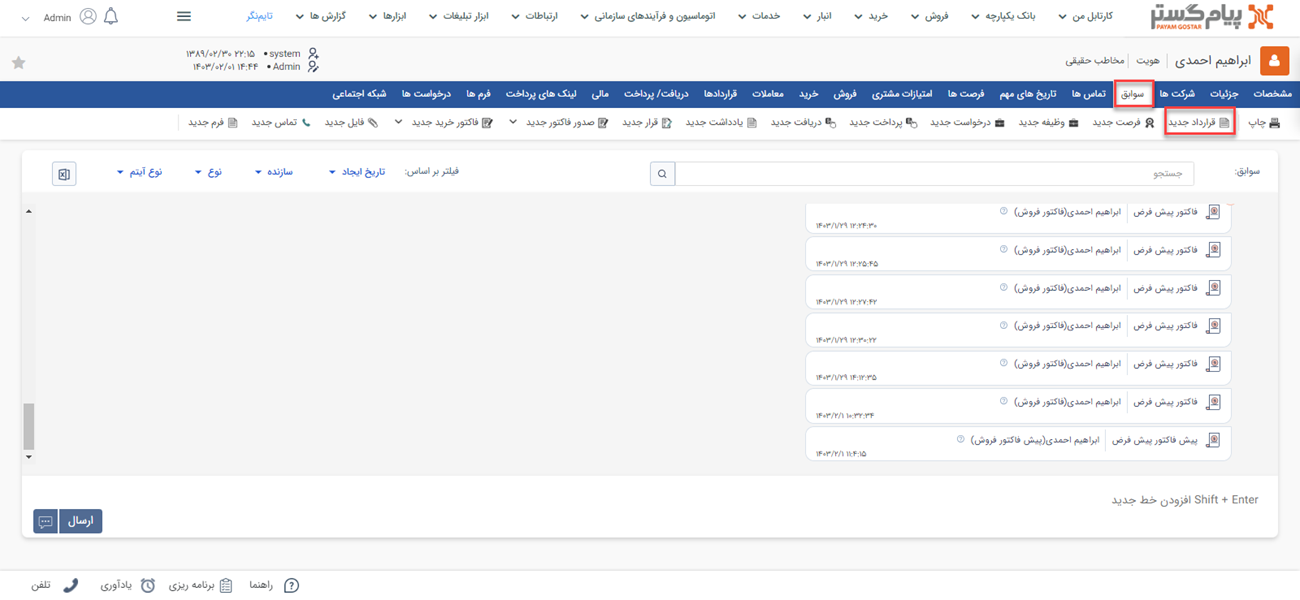 پیام‌گستر کارتابل من بانک یکپارچه فروش خرید انبار خدمات اتوماسیون و فرآیندهای سازمانی ارتباطات ابزار تبلیغات ابزارها گزارش ها تایم‌نگر Admin
PAYAM GOSTAR
ابراهیم احمدی هویت مخاطب حقیقی
system • ۱۳۸۹/۰۲/۳۰ ۲۲:۱۵
Admin • ۱۴۰۳/۰۲/۰۱ ۱۴:۴۴
مشخصات جزئیات شرکت ها سوابق تماس ها تاریخ های مهم فرصت ها امتیازات مشتری فروش خرید معاملات مالی لینک های پرداخت دریافت/ پرداخت قراردادها فرم ها درخواست ها شبکه اجتماعی
چاپ قرارداد جدید فرصت جدید وظیفه جدید درخواست جدید پرداخت جدید دریافت جدید یادداشت جدید قرار جدید صدور فاکتور جدید فاکتور خرید جدید فایل جدید تماس جدید فرم جدید
سوابق: جستجو فیلتر بر اساس: تاریخ ایجاد سازنده نوع نوع آیتم
فاکتور پیش فرض ابراهیم احمدی(فاکتور فروش)
۱۴۰۳/۱/۲۹ ۱۲:۲۴:۳۰
فاکتور پیش فرض ابراهیم احمدی(فاکتور فروش)
۱۴۰۳/۱/۲۹ ۱۲:۲۵:۴۵
فاکتور پیش فرض ابراهیم احمدی(فاکتور فروش)
۱۴۰۳/۱/۲۹ ۱۲:۲۷:۴۲
فاکتور پیش فرض ابراهیم احمدی(فاکتور فروش)
۱۴۰۳/۱/۲۹ ۱۲:۳۰:۲۲
فاکتور پیش فرض ابراهیم احمدی(فاکتور فروش)
۱۴۰۳/۱/۲۹ ۱۴:۱۲:۳۵
فاکتور پیش فرض ابراهیم احمدی(فاکتور فروش)
۱۴۰۳/۲/۱ ۱۰:۳۲:۳۴
پیش فاکتور پیش فرض ابراهیم احمدی(پیش فاکتور فروش)
۱۴۰۳/۲/۱ ۱۱:۴:۱۵
Shift + Enter افزودن خط جدید
ارسال
راهنما برنامه ریزی یادآوری تلفن